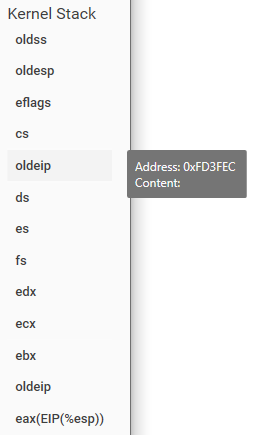 Kernel Stack
oldss
oldesp
eflags
cs
oldeip
Address: 0xFD3FEC
Content:
ds
es
fs
edx
ecx
ebx
oldeip
eax(EIP(%esp))